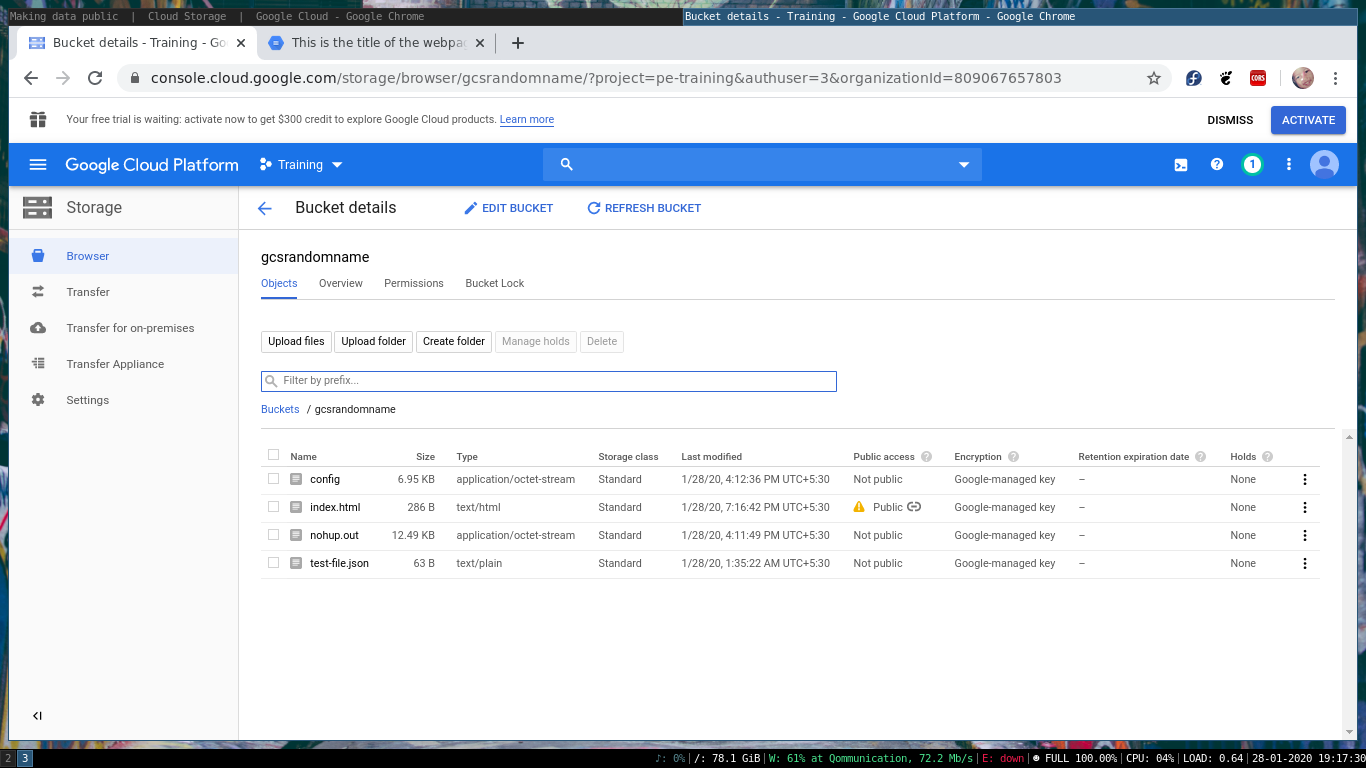 Making data public  |  Cloud Storage  |  Google Cloud - Google Chrome
Bucket details - Training - Google Cloud Platform - Google Chrome
Bucket details - Training - Go
This is the title of the webpag
console.cloud.google.com/storage/browser/gcsrandomname/?project=pe-training&authuser=3&organizationId=809067657803
CORS
Your free trial is waiting: activate now to get $300 credit to explore Google Cloud products. Learn more
DISMISS
ACTIVATE
Google Cloud Platform
Training
1
Storage
Bucket details
EDIT BUCKET
REFRESH BUCKET
Browser
Transfer
Transfer for on-premises
Transfer Appliance
Settings
gcsrandomname
Objects Overview Permissions Bucket Lock
Upload files Upload folder Create folder Manage holds Delete
Filter by prefix...
Buckets / gcsrandomname
Name Size Type Storage class Last modified Public access Encryption Retention expiration date Holds
config 6.95 KB application/octet-stream Standard 1/28/20, 4:12:36 PM UTC+5:30 Not public Google-managed key – None
index.html 286 B text/html Standard 1/28/20, 7:16:42 PM UTC+5:30 Public Google-managed key – None
nohup.out 12.49 KB application/octet-stream Standard 1/28/20, 4:11:49 PM UTC+5:30 Not public Google-managed key – None
test-file.json 63 B text/plain Standard 1/28/20, 1:35:22 AM UTC+5:30 Not public Google-managed key – None
2 3
♪: 0%|/: 78.1 GiB|W: 61% at Qommunication, 72.2 Mb/s|E: down|☻ FULL 100.00%|CPU: 04%|LOAD: 0.64|28-01-2020 19:17:36